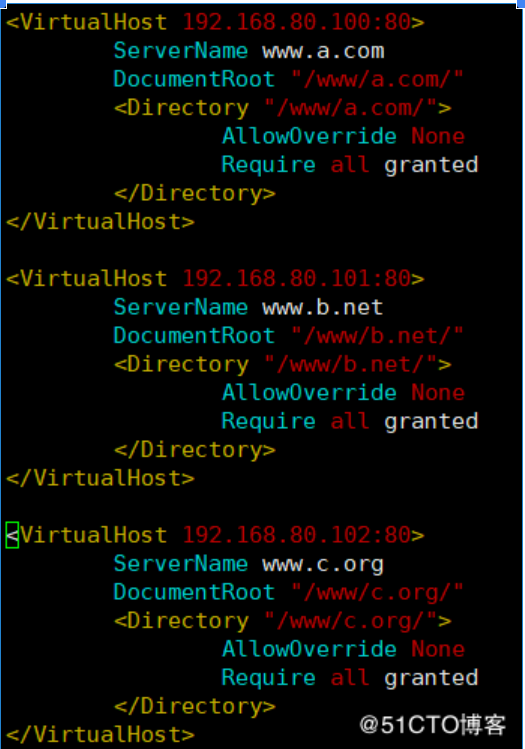 <VirtualHost 192.168.80.100:80>
        ServerName www.a.com
        DocumentRoot "/www/a.com/"
        <Directory "/www/a.com/">
                AllowOverride None
                Require all granted
        </Directory>
</VirtualHost>

<VirtualHost 192.168.80.101:80>
        ServerName www.b.net
        DocumentRoot "/www/b.net/"
        <Directory "/www/b.net/">
                AllowOverride None
                Require all granted
        </Directory>
</VirtualHost>

<VirtualHost 192.168.80.102:80>
        ServerName www.c.org
        DocumentRoot "/www/c.org/"
        <Directory "/www/c.org/">
                AllowOverride None
                Require all granted
        </Directory>
</VirtualHost>
@51CTO博客